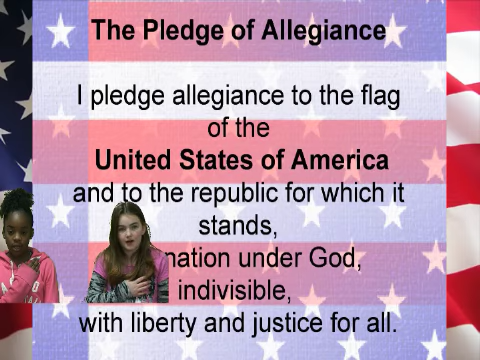 The Pledge of Allegiance
I pledge allegiance to the flag
of the
United States of America
and to the republic for which it
stands,
nation under God,
indivisible,
with liberty and justice for all.